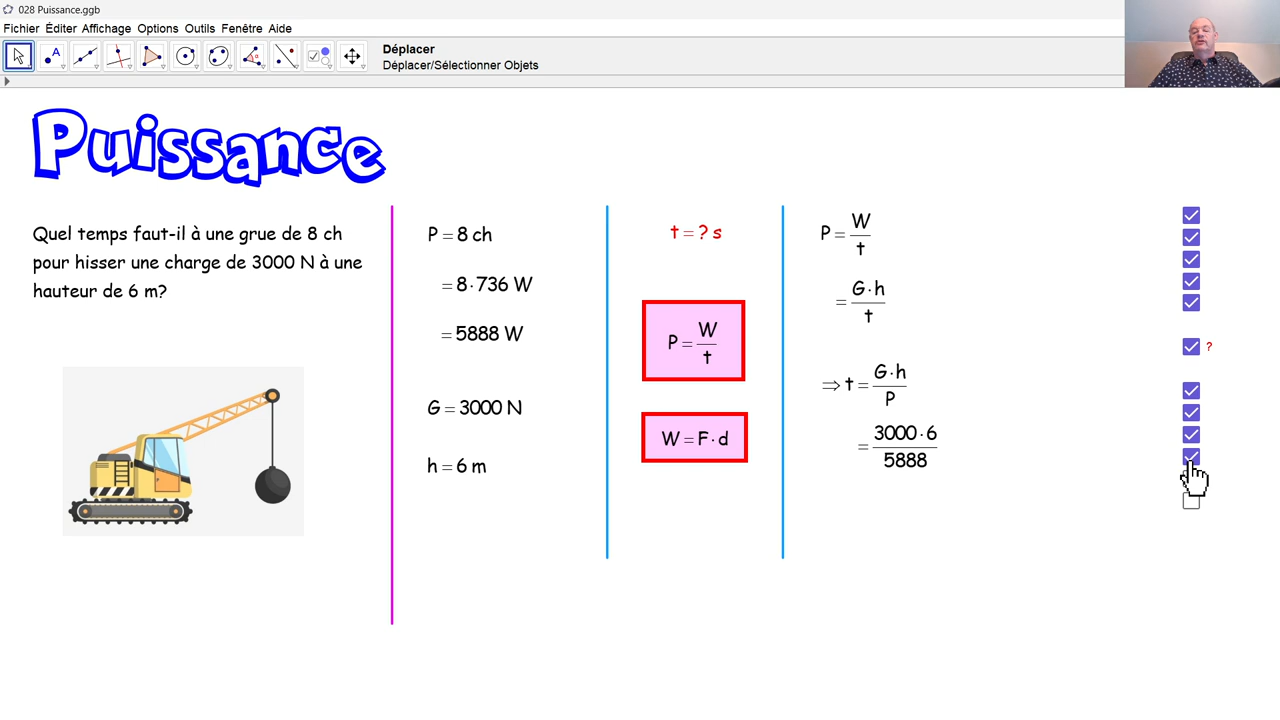 028 Puissance.ggb
Fichier Éditer Affichage Options Outils Fenêtre Aide
A
Déplacer
Déplacer/Sélectionner Objets
Puissance
Quel temps faut-il à une grue de 8 ch
pour hisser une charge de 3000 N à une
hauteur de 6 m?
P = 8 ch
= 8·736 W
= 5888 W
G = 3000 N
h = 6 m
t = ? s
P = W/t
W = F·d
P = W/t
= G·h/t
⇒ t = G·h/P
= 3000·6/5888
?